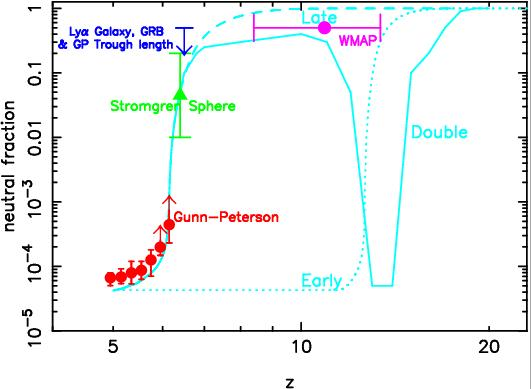 Lyα Galaxy, GRB
& GP Trough length
Late
WMAP
Stromgren Sphere
Double
Gunn-Peterson
Early
neutral fraction
1
0.1
0.01
10⁻³
10⁻⁴
10⁻⁵
5
10
20
z